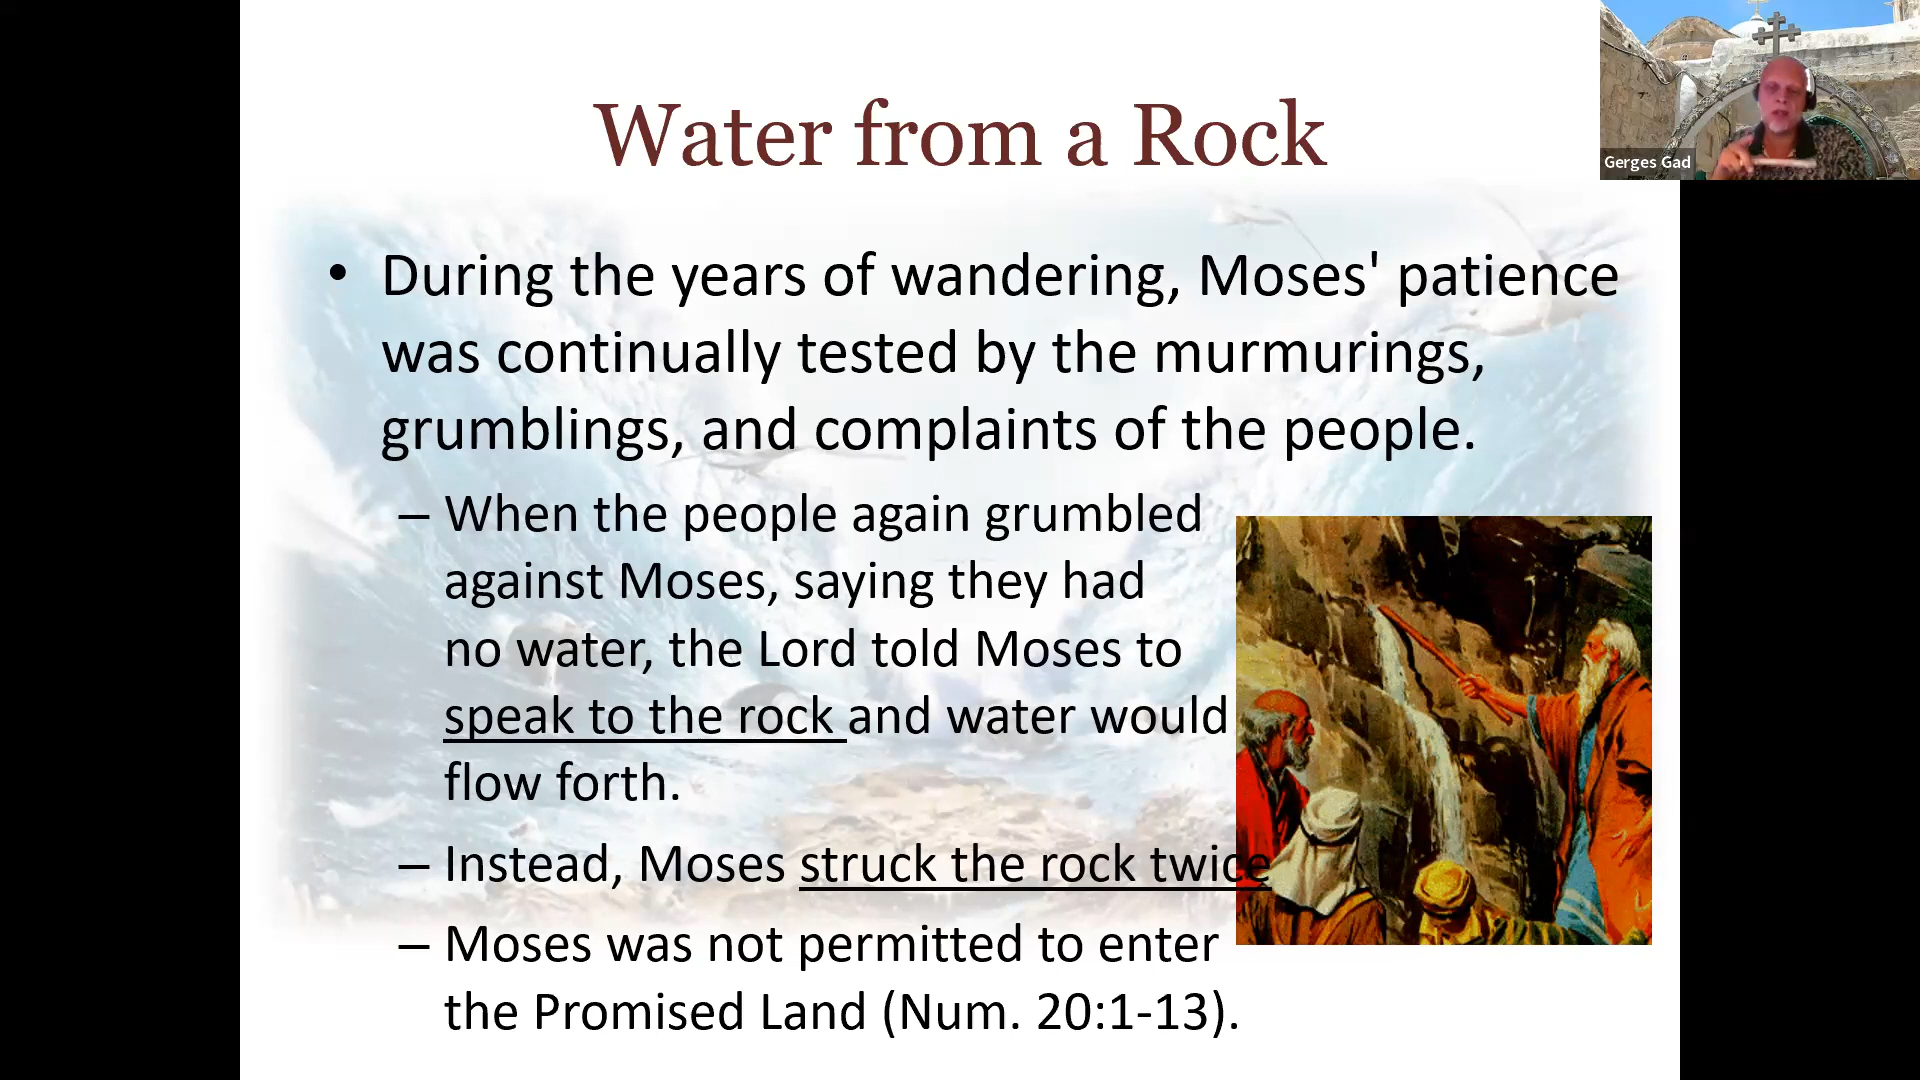 Water from a Rock
Gerges Gad
• During the years of wandering, Moses' patience
was continually tested by the murmurings,
grumblings, and complaints of the people.
– When the people again grumbled
against Moses, saying they had
no water, the Lord told Moses to
speak to the rock and water would
flow forth.
– Instead, Moses struck the rock twice
– Moses was not permitted to enter
the Promised Land (Num. 20:1-13).